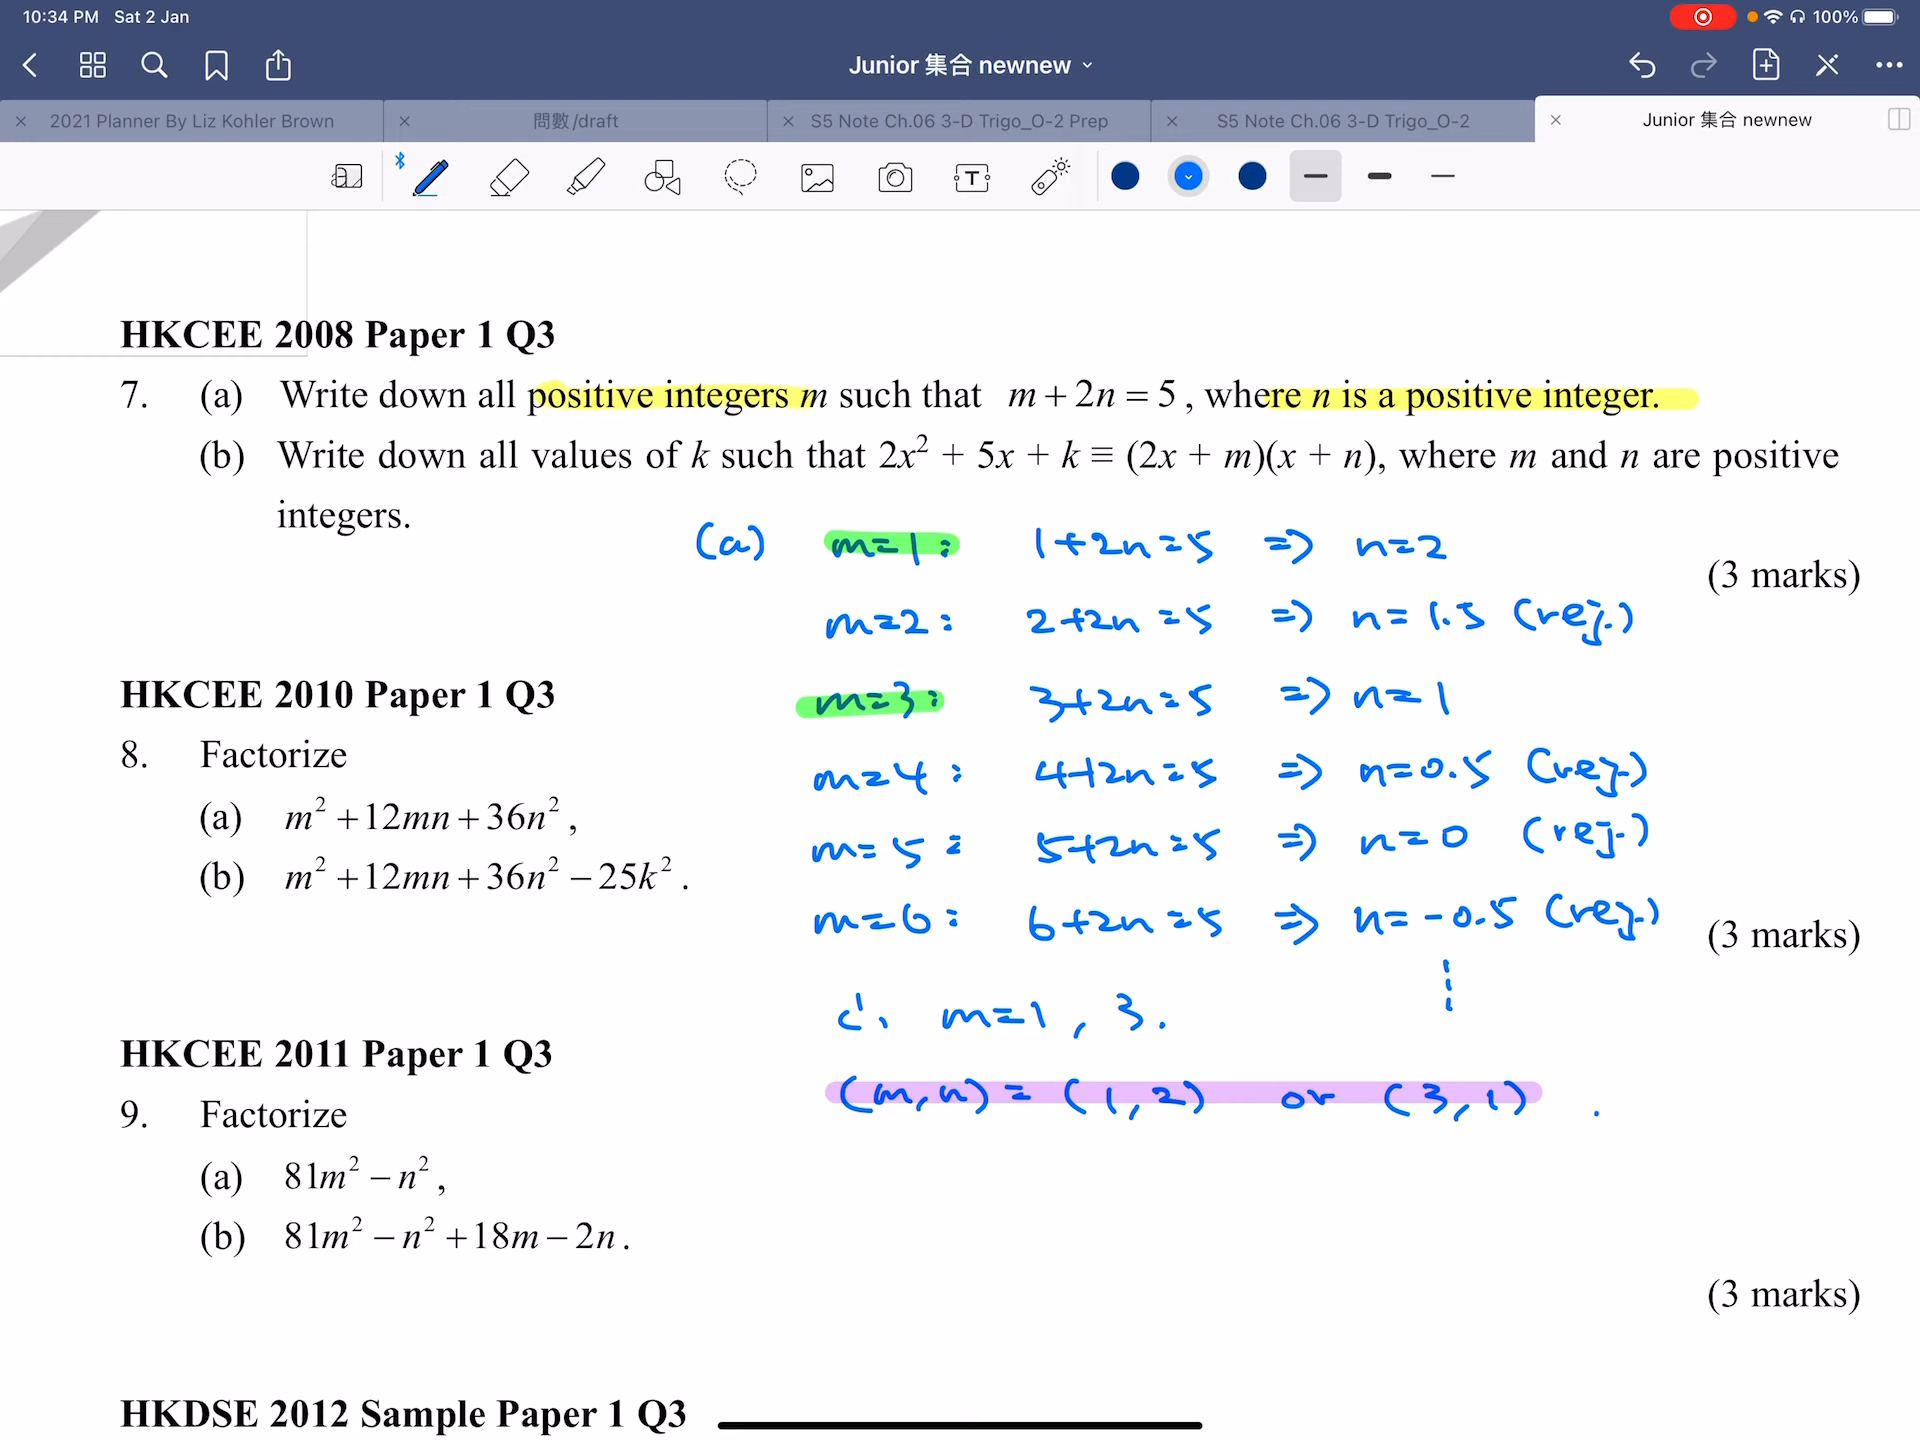 10:34 PM Sat 2 Jan 100%
Junior 集合 newnew
2021 Planner By Liz Kohler Brown
問數/draft
S5 Note Ch.06 3-D Trigo_O-2 Prep
S5 Note Ch.06 3-D Trigo_O-2
Junior 集合 newnew
HKCEE 2008 Paper 1 Q3
7. (a) Write down all positive integers m such that m + 2n = 5, where n is a positive integer.
(b) Write down all values of k such that 2x² + 5x + k ≡ (2x + m)(x + n), where m and n are positive
integers.
(3 marks)
(a) m=1: 1+2n=5 => n=2
m=2: 2+2n=5 => n=1.5 (rej.)
m=3: 3+2n=5 => n=1
m=4: 4+2n=5 => n=0.5 (rej.)
m=5: 5+2n=5 => n=0 (rej.)
m=6: 6+2n=5 => n=-0.5 (rej.)
∴ m=1, 3.
(m,n) = (1,2) or (3,1) .
HKCEE 2010 Paper 1 Q3
8. Factorize
(a) m² + 12mn + 36n²,
(b) m² + 12mn + 36n² − 25k².
(3 marks)
HKCEE 2011 Paper 1 Q3
9. Factorize
(a) 81m² − n²,
(b) 81m² − n² + 18m − 2n.
(3 marks)
HKDSE 2012 Sample Paper 1 Q3